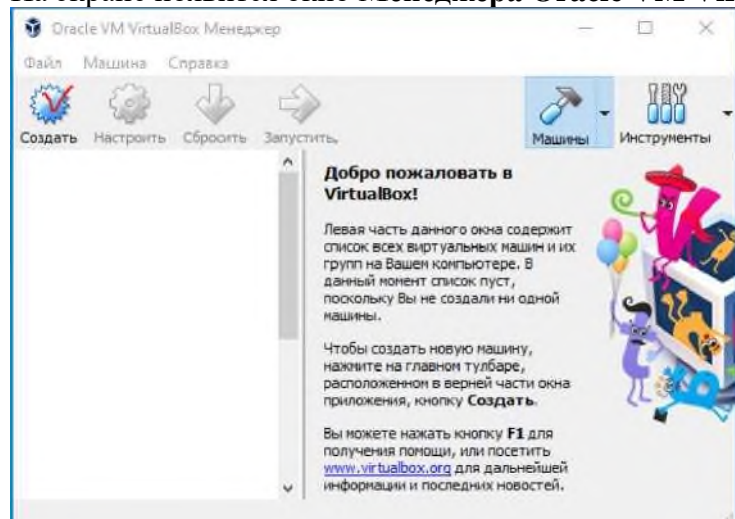 Oracle VM VirtualBox Менеджер
Файл Машина Справка
Создать Настроить Сбросить Запустить
Машины Инструменты
Добро пожаловать в
VirtualBox!
Левая часть данного окна содержит
список всех виртуальных машин и их
групп на Вашем компьютере. В
данный момент список пуст,
поскольку Вы не создали ни одной
машины.
Чтобы создать новую машину,
нажмите на главном тулбаре,
расположенном в верхней части окна
приложения, кнопку Создать.
Вы можете нажать кнопку F1 для
получения помощи, или посетить
www.virtualbox.org для дальнейшей
информации и последних новостей.